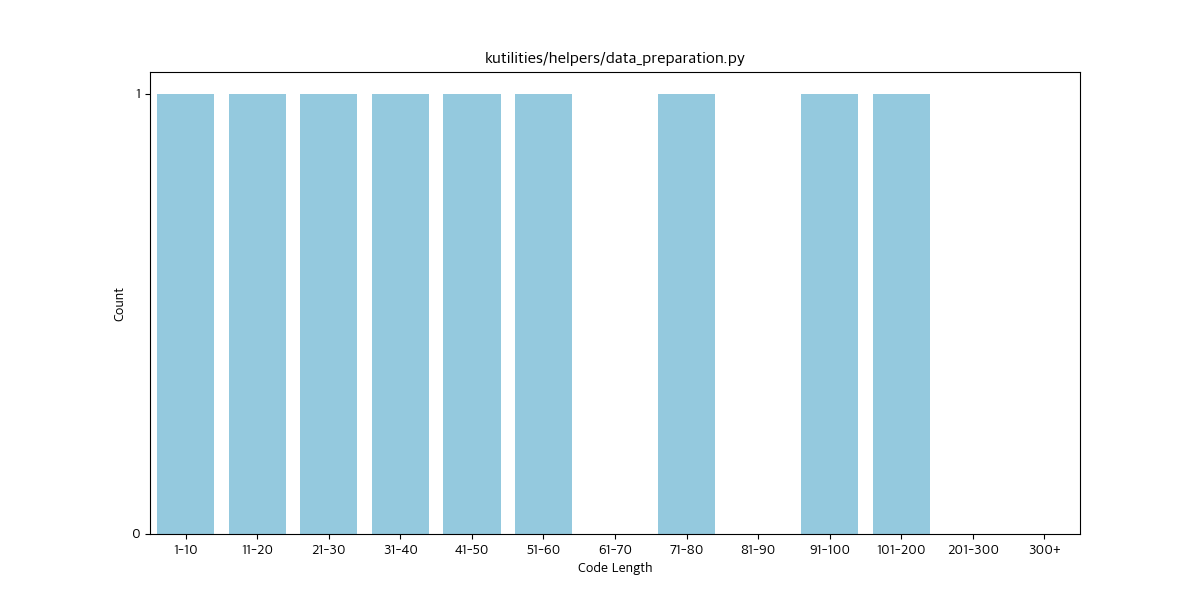 kutilities/helpers/data_preparation.py
1
0
Count
1-10 11-20 21-30 31-40 41-50 51-60 61-70 71-80 81-90 91-100 101-200 201-300 300+
Code Length